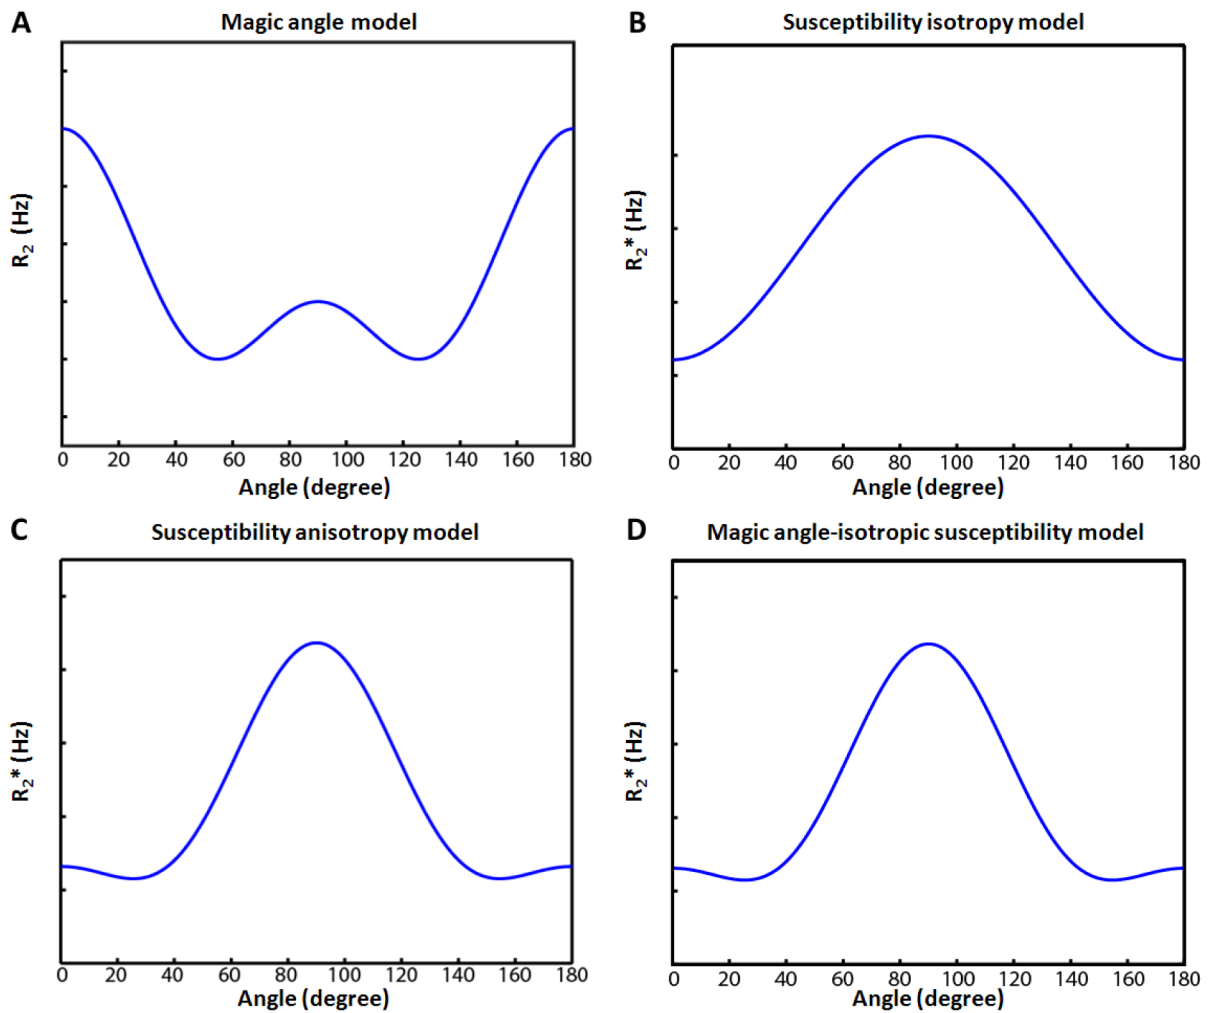 A Magic angle model
R2 (Hz)
0 20 40 60 80 100 120 140 160 180
Angle (degree)
B Susceptibility isotropy model
R2* (Hz)
0 20 40 60 80 100 120 140 160 180
Angle (degree)
C Susceptibility anisotropy model
R2* (Hz)
0 20 40 60 80 100 120 140 160 180
Angle (degree)
D Magic angle-isotropic susceptibility model
R2* (Hz)
0 20 40 60 80 100 120 140 160 180
Angle (degree)